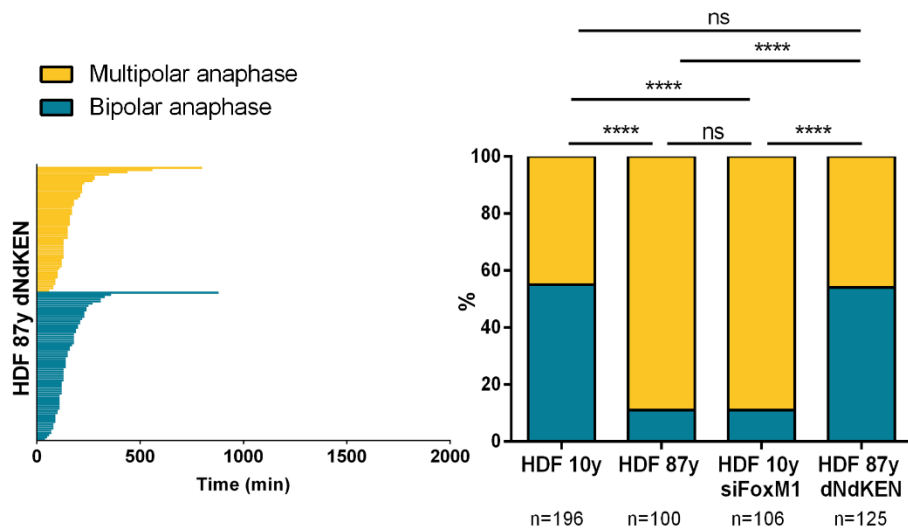 Multipolar anaphase
Bipolar anaphase
HDF 87y dNdKEN
0 500 1000 1500 2000
Time (min)
ns
****
****
**** ns ****
100
80
60
40
20
0
%
HDF 10y HDF 87y HDF 10y HDF 87y
siFoxM1 dNdKEN
n=196 n=100 n=106 n=125